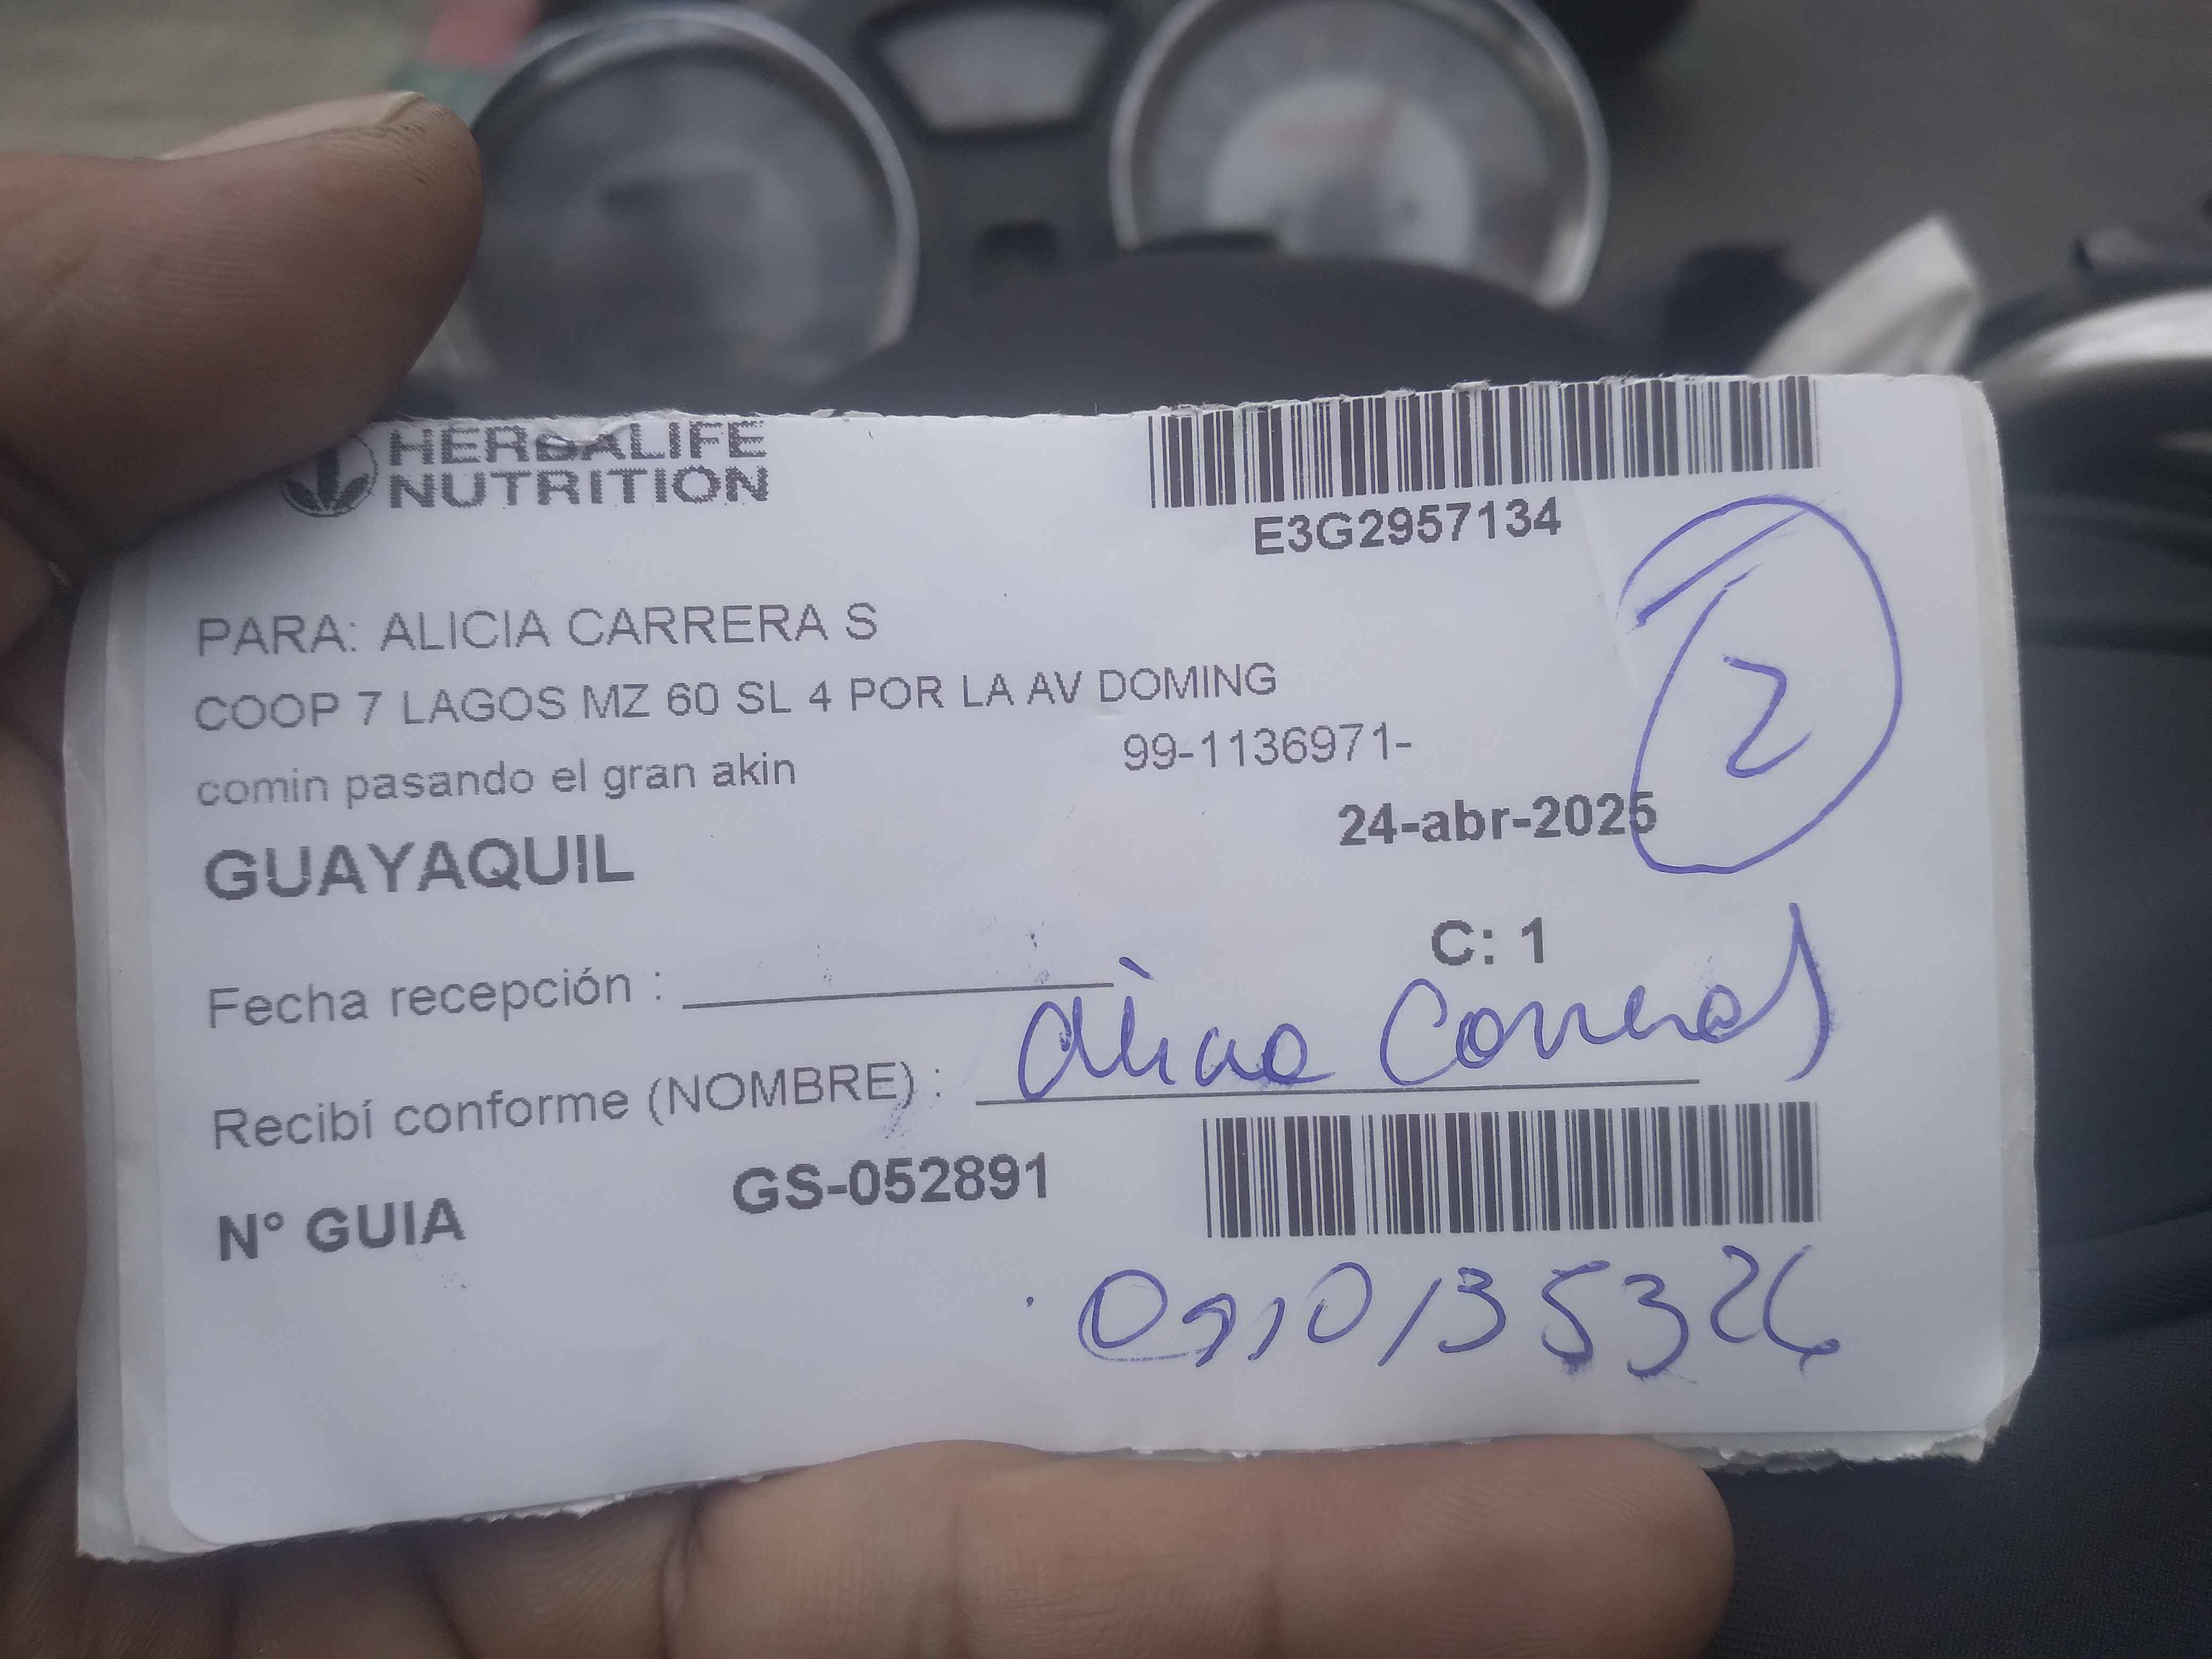 HERBALIFE
NUTRITION
E3G2957134
PARA: ALICIA CARRERA S
COOP 7 LAGOS MZ 60 SL 4 POR LA AV DOMING
comin pasando el gran akin 99-1136971-
24-abr-2025
2
GUAYAQUIL
C: 1
Fecha recepción :
Recibí conforme (NOMBRE) : Alicia Carrera S
N° GUIA GS-052891